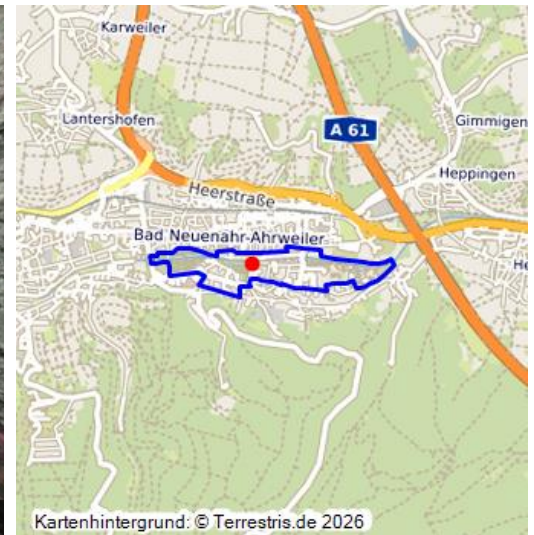 Karweiler
Lantershofen
A 61
Gimmigen
Heppingen
Heerstraße
Bad Neuenahr-Ahrweiler
He
Kartenhintergrund: © Terrestris.de 2026